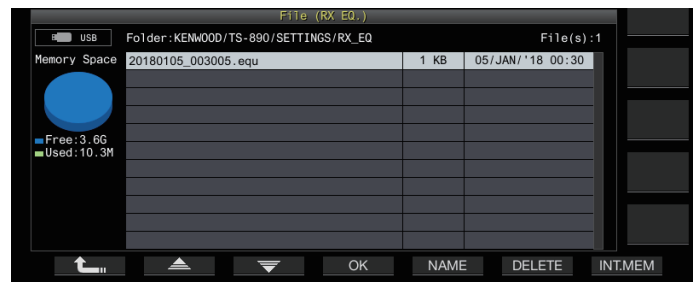 File (RX EQ.)
USB Folder:KENWOOD/TS-890/SETTINGS/RX_EQ File(s):1
Memory Space 20180105_003005.equ 1 KB 05/JAN/'18 00:30
Free:3.6G
Used:10.3M
OK NAME DELETE INT.MEM